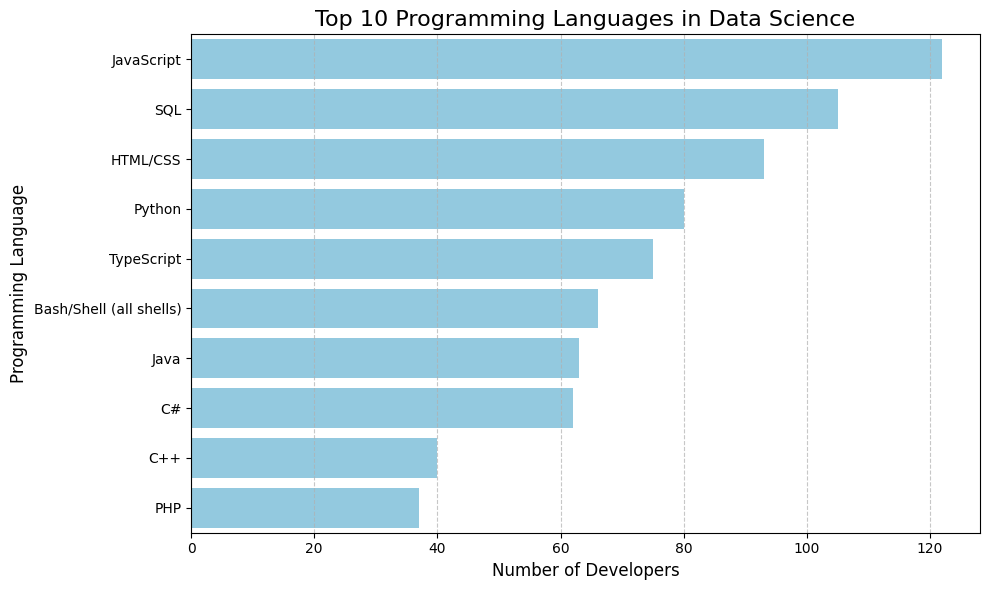 Top 10 Programming Languages in Data Science
Programming Language
JavaScript
SQL
HTML/CSS
Python
TypeScript
Bash/Shell (all shells)
Java
C#
C++
PHP
0 20 40 60 80 100 120
Number of Developers